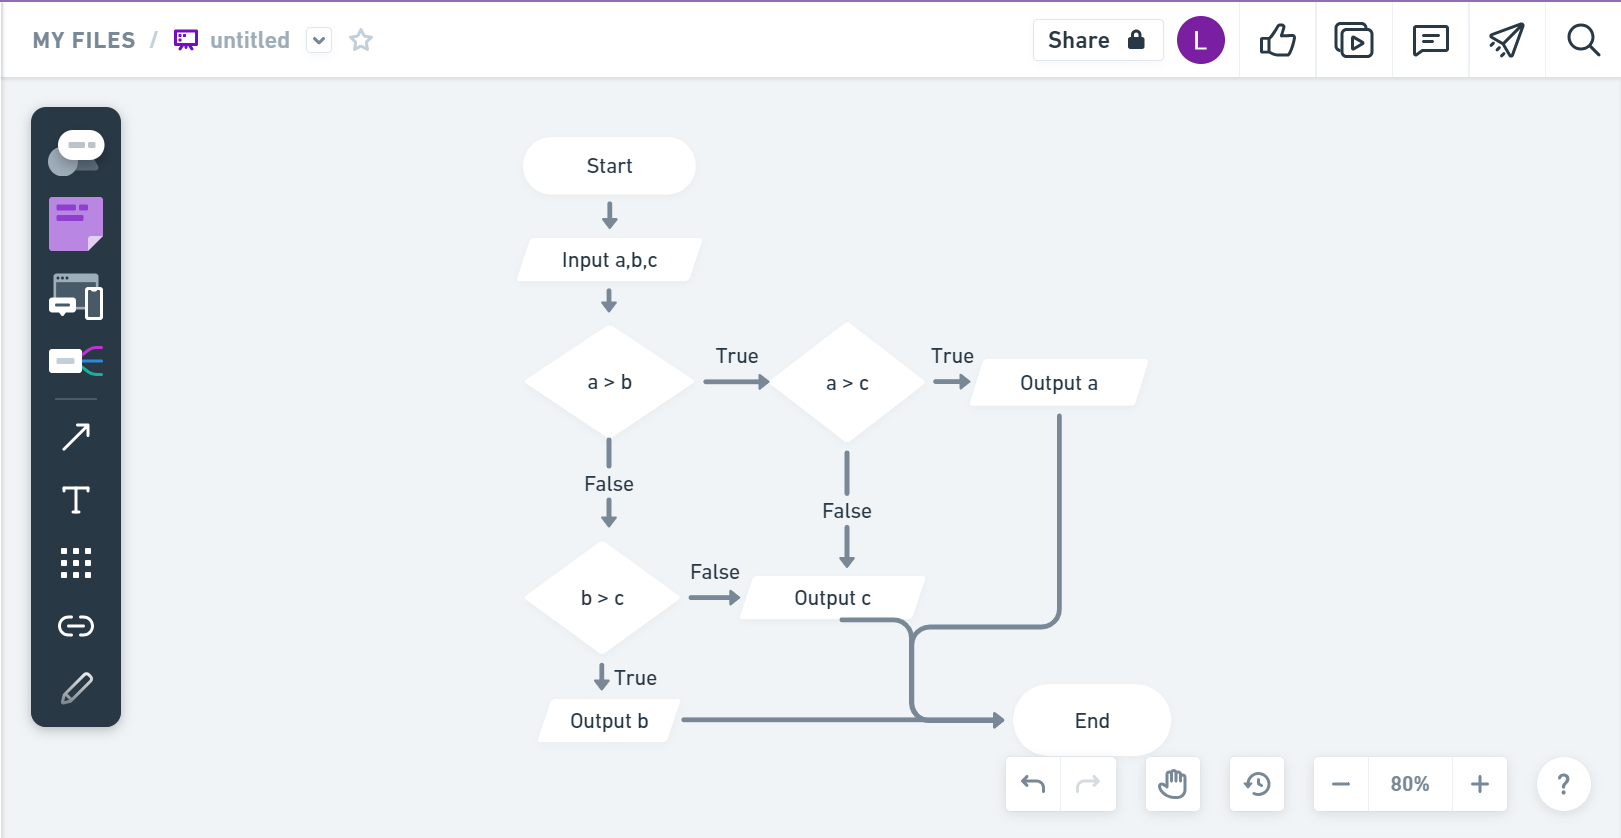 MY FILES / untitled
Share
L
Start
Input a,b,c
a > b
True
a > c
True
Output a
False
False
b > c
False
Output c
True
Output b
End
80%
?